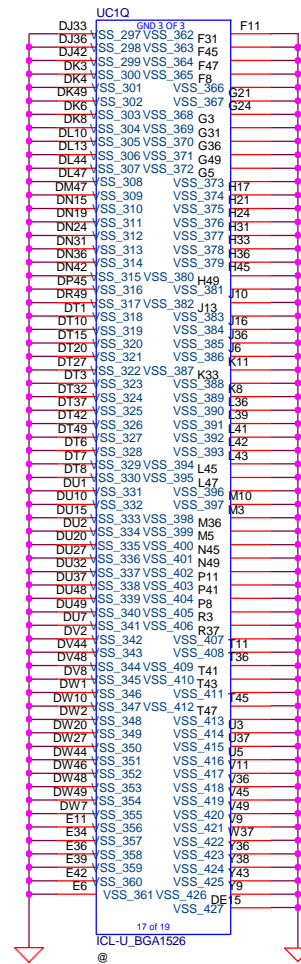 UC1Q
GND 3 OF 3
DJ33 VSS_297 VSS_362 F11
DJ36 VSS_298 VSS_363 F31
DJ42 VSS_299 VSS_364 F45
DK3 VSS_300 VSS_365 F47
DK4 VSS_301 VSS_366 F8
DK49 VSS_302 VSS_367 G21
DK6 VSS_303 VSS_368 G24
DK8 VSS_304 VSS_369 G3
DL10 VSS_305 VSS_370 G31
DL13 VSS_306 VSS_371 G36
DL44 VSS_307 VSS_372 G49
DL47 VSS_308 VSS_373 G5
DM47 VSS_309 VSS_374 H17
DN15 VSS_310 VSS_375 H21
DN19 VSS_311 VSS_376 H24
DN24 VSS_312 VSS_377 H31
DN31 VSS_313 VSS_378 H33
DN36 VSS_314 VSS_379 H36
DN42 VSS_315 VSS_380 H45
DP45 VSS_316 VSS_381 H49
DR49 VSS_317 VSS_382 J10
DT1 VSS_318 VSS_383 J13
DT10 VSS_319 VSS_384 J16
DT15 VSS_320 VSS_385 J36
DT20 VSS_321 VSS_386 J6
DT27 VSS_322 VSS_387 K11
DT3 VSS_323 VSS_388 K33
DT32 VSS_324 VSS_389 K8
DT37 VSS_325 VSS_390 L36
DT42 VSS_326 VSS_391 L39
DT49 VSS_327 VSS_392 L41
DT6 VSS_328 VSS_393 L42
DT7 VSS_329 VSS_394 L43
DT8 VSS_330 VSS_395 L45
DU1 VSS_331 VSS_396 L47
DU10 VSS_332 VSS_397 M10
DU15 VSS_333 VSS_398 M3
DU2 VSS_334 VSS_399 M36
DU20 VSS_335 VSS_400 M5
DU27 VSS_336 VSS_401 N45
DU32 VSS_337 VSS_402 N49
DU37 VSS_338 VSS_403 P11
DU48 VSS_339 VSS_404 P41
DU49 VSS_340 VSS_405 P8
DU7 VSS_341 VSS_406 R3
DV2 VSS_342 VSS_407 R37
DV44 VSS_343 VSS_408 T11
DV48 VSS_344 VSS_409 T36
DV8 VSS_345 VSS_410 T41
DW1 VSS_346 VSS_411 T43
DW10 VSS_347 VSS_412 T45
DW2 VSS_348 VSS_413 T47
DW20 VSS_349 VSS_414 U3
DW27 VSS_350 VSS_415 U37
DW44 VSS_351 VSS_416 U5
DW46 VSS_352 VSS_417 V11
DW48 VSS_353 VSS_418 V36
DW49 VSS_354 VSS_419 V45
DW7 VSS_355 VSS_420 V49
E11 VSS_356 VSS_421 V9
E34 VSS_357 VSS_422 W37
E36 VSS_358 VSS_423 Y36
E39 VSS_359 VSS_424 Y38
E42 VSS_360 VSS_425 Y43
E6 VSS_361 VSS_426 Y9
VSS_427 DE15
17 of 19
ICL-U_BGA1526
@